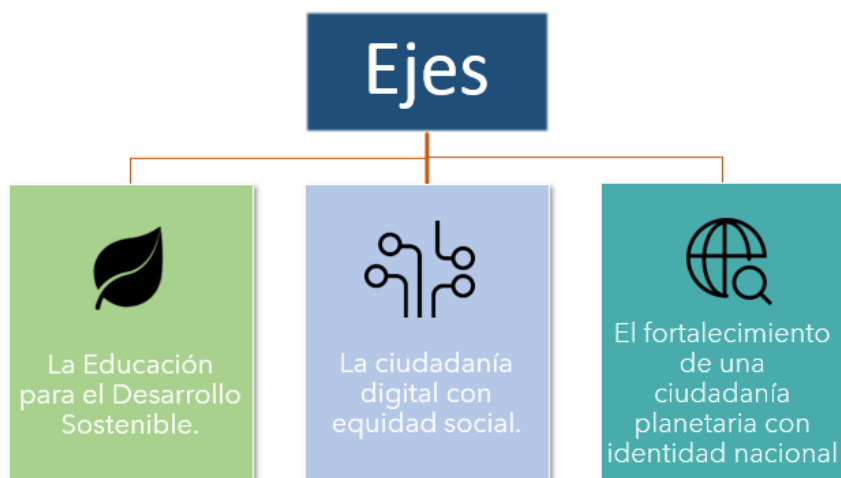 Ejes
La Educación
para el Desarrollo
Sostenible.
La ciudadanía
digital con
equidad social.
El fortalecimiento
de una
ciudadanía
planetaria con
identidad nacional